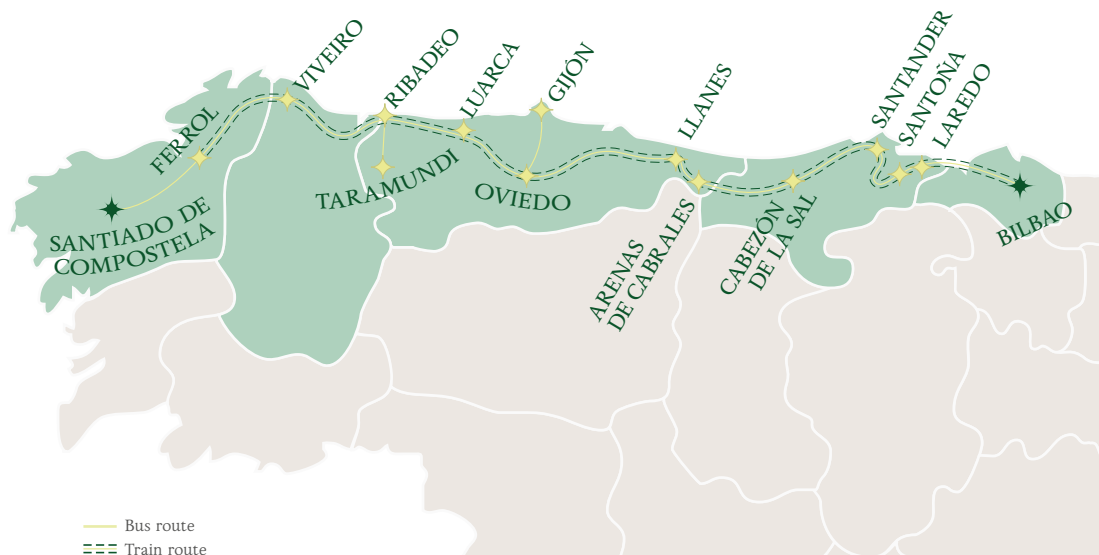 VIVEIRO
RIBADEO
LUARCA
GIJÓN
LLANES
SANTANDER
SANTOÑA
LAREDO
FERROL
TARAMUNDI
OVIEDO
SANTIADO DE
COMPOSTELA
ARENAS
DE CABRALES
CABEZÓN
DE LA SAL
BILBAO
Bus route
Train route